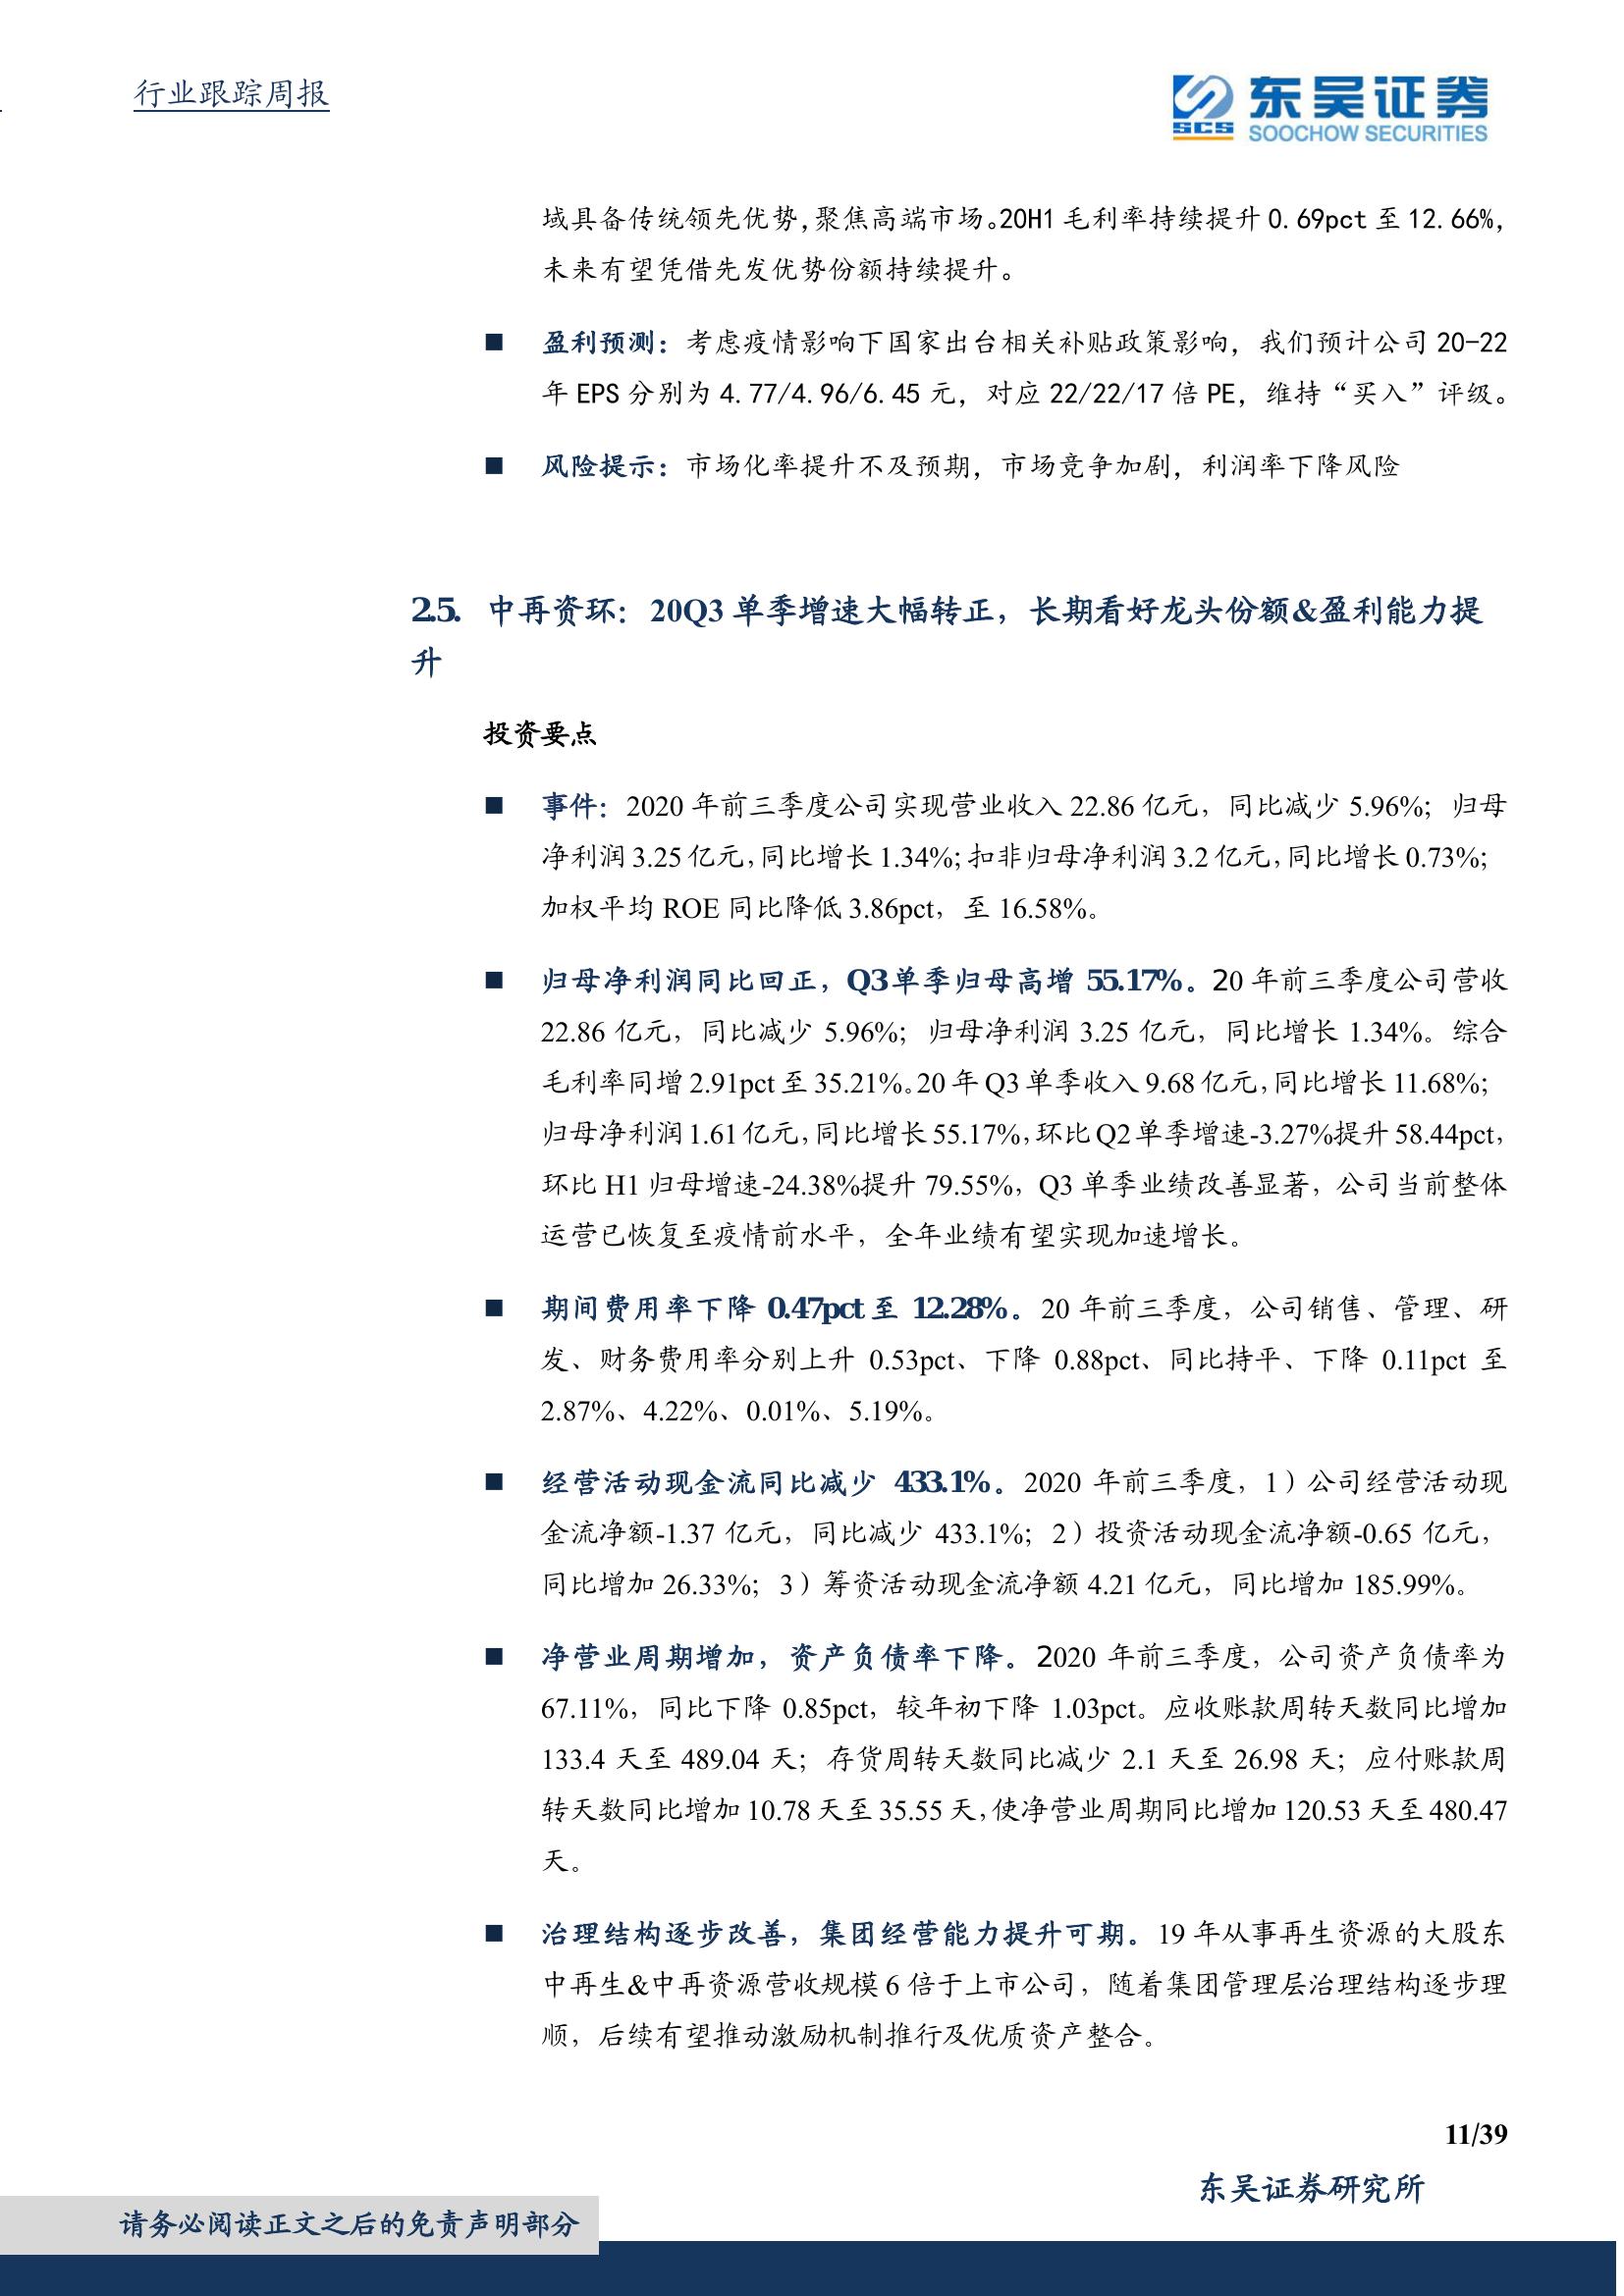 行业跟踪周报
SCS 东吴证券
SOOCHOW SECURITIES
域具备传统领先优势,聚焦高端市场。20H1 毛利率持续提升 0.69pct 至 12.66%,
未来有望凭借先发优势份额持续提升。
■ 盈利预测：考虑疫情影响下国家出台相关补贴政策影响，我们预计公司 20-22
年 EPS 分别为 4.77/4.96/6.45 元，对应 22/22/17 倍 PE，维持“买入”评级。
■ 风险提示：市场化率提升不及预期，市场竞争加剧，利润率下降风险
2.5. 中再资环：20Q3 单季增速大幅转正，长期看好龙头份额&盈利能力提
升
投资要点
■ 事件：2020 年前三季度公司实现营业收入 22.86 亿元，同比减少 5.96%；归母
净利润 3.25 亿元，同比增长 1.34%；扣非归母净利润 3.2 亿元，同比增长 0.73%；
加权平均 ROE 同比降低 3.86pct，至 16.58%。
■ 归母净利润同比回正，Q3 单季归母高增 55.17%。20 年前三季度公司营收
22.86 亿元，同比减少 5.96%；归母净利润 3.25 亿元，同比增长 1.34%。综合
毛利率同增 2.91pct 至 35.21%。20 年 Q3 单季收入 9.68 亿元，同比增长 11.68%；
归母净利润 1.61 亿元，同比增长 55.17%，环比 Q2 单季增速-3.27%提升 58.44pct，
环比 H1 归母增速-24.38%提升 79.55%，Q3 单季业绩改善显著，公司当前整体
运营已恢复至疫情前水平，全年业绩有望实现加速增长。
■ 期间费用率下降 0.47pct 至 12.28%。20 年前三季度，公司销售、管理、研
发、财务费用率分别上升 0.53pct、下降 0.88pct、同比持平、下降 0.11pct 至
2.87%、4.22%、0.01%、5.19%。
■ 经营活动现金流同比减少 433.1%。2020 年前三季度，1）公司经营活动现
金流净额-1.37 亿元，同比减少 433.1%；2）投资活动现金流净额-0.65 亿元，
同比增加 26.33%；3）筹资活动现金流净额 4.21 亿元，同比增加 185.99%。
■ 净营业周期增加，资产负债率下降。2020 年前三季度，公司资产负债率为
67.11%，同比下降 0.85pct，较年初下降 1.03pct。应收账款周转天数同比增加
133.4 天至 489.04 天；存货周转天数同比减少 2.1 天至 26.98 天；应付账款周
转天数同比增加 10.78 天至 35.55 天，使净营业周期同比增加 120.53 天至 480.47
天。
■ 治理结构逐步改善，集团经营能力提升可期。19 年从事再生资源的大股东
中再生&中再资源营收规模 6 倍于上市公司，随着集团管理层治理结构逐步理
顺，后续有望推动激励机制推行及优质资产整合。
11/39
东吴证券研究所
请务必阅读正文之后的免责声明部分